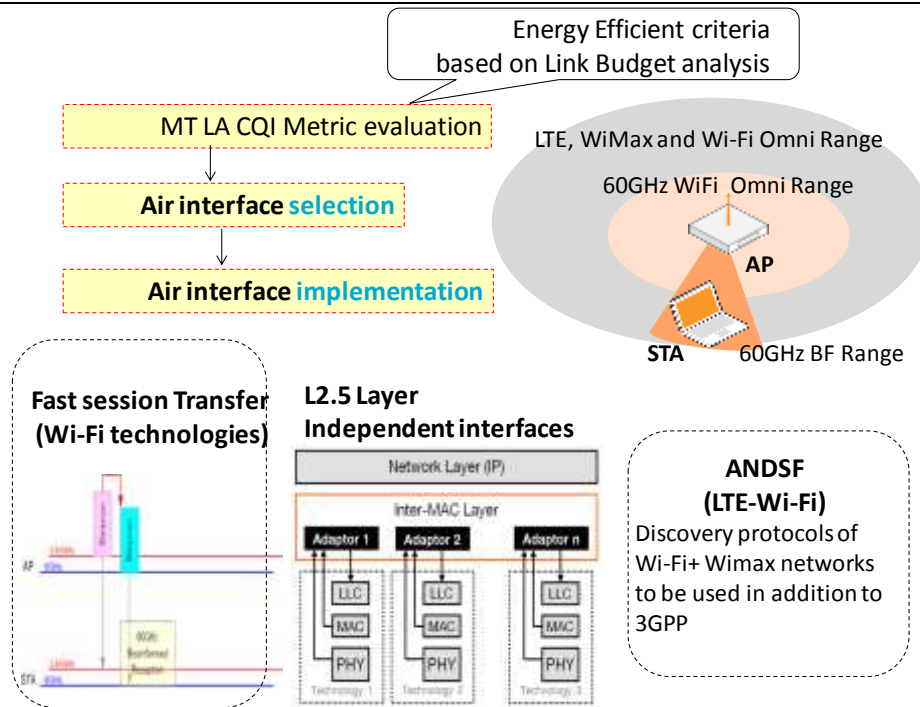 Energy Efficient criteria
based on Link Budget analysis
MT LA CQI Metric evaluation
Air interface selection
Air interface implementation
LTE, WiMax and Wi-Fi Omni Range
60GHz WiFi Omni Range
AP
STA
60GHz BF Range
Fast session Transfer
(Wi-Fi technologies)
AP
STA
60GHz
Beamformed
Reception
L2.5 Layer
Independent interfaces
Network Layer (IP)
Inter-MAC Layer
Adaptor 1
Adaptor 2
Adaptor n
LLC
LLC
LLC
MAC
MAC
MAC
PHY
PHY
PHY
Technology 1
Technology 2
Technology 3
ANDSF
(LTE-Wi-Fi)
Discovery protocols of
Wi-Fi+ Wimax networks
to be used in addition to
3GPP